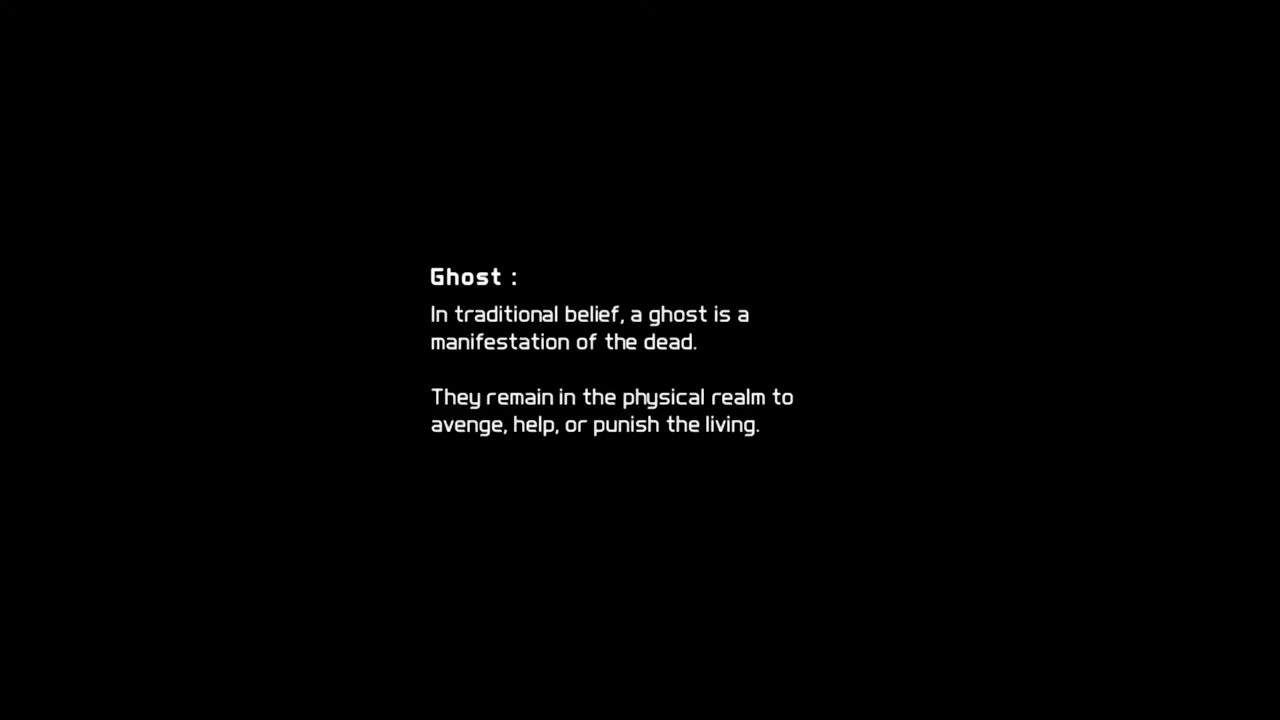 Ghost :
In traditional belief, a ghost is a
manifestation of the dead.
They remain in the physical realm to
avenge, help, or punish the living.